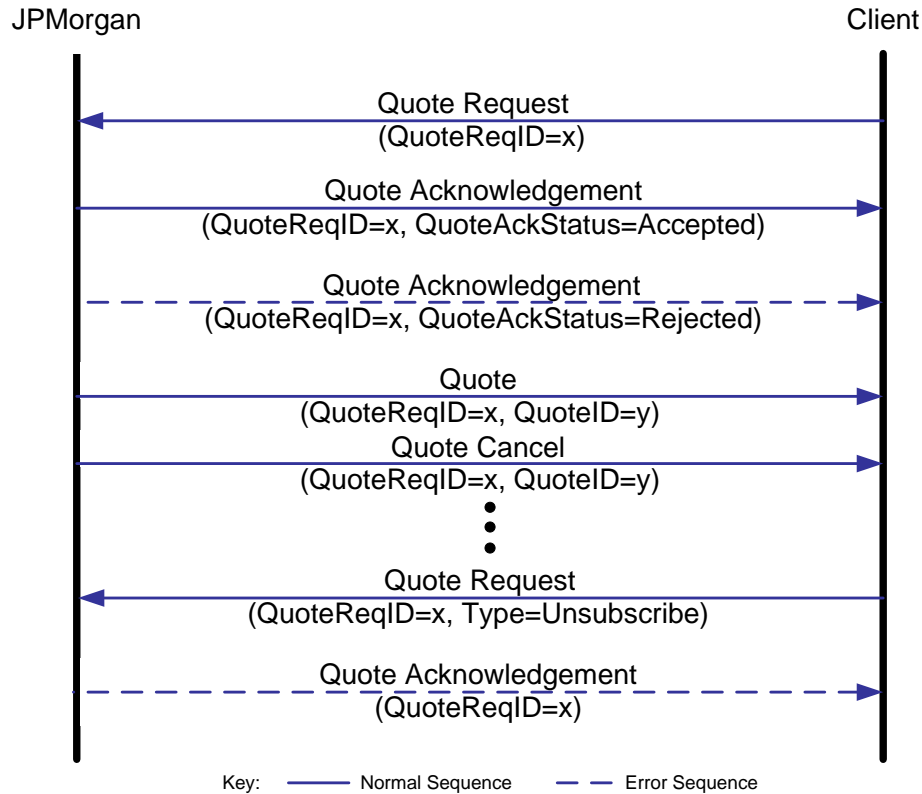 JPMorgan Client
Quote Request
(QuoteReqID=x)
Quote Acknowledgement
(QuoteReqID=x, QuoteAckStatus=Accepted)
Quote Acknowledgement
(QuoteReqID=x, QuoteAckStatus=Rejected)
Quote
(QuoteReqID=x, QuoteID=y)
Quote Cancel
(QuoteReqID=x, QuoteID=y)
Quote Request
(QuoteReqID=x, Type=Unsubscribe)
Quote Acknowledgement
(QuoteReqID=x)
Key: Normal Sequence Error Sequence